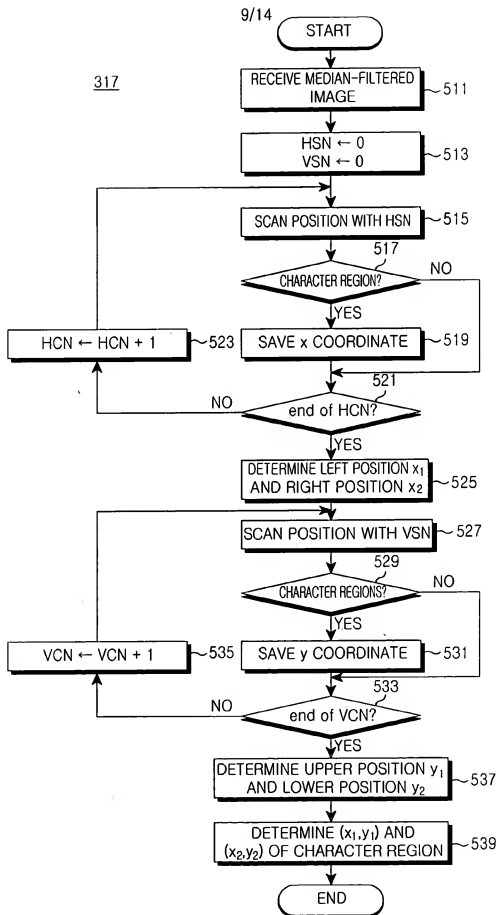 9/14
START
317
RECEIVE MEDIAN-FILTERED
IMAGE
511
HSN ← 0
VSN ← 0
513
SCAN POSITION WITH HSN
515
517
CHARACTER REGION?
NO
YES
HCN ← HCN + 1
523
SAVE x COORDINATE
519
521
NO
end of HCN?
YES
DETERMINE LEFT POSITION x₁
AND RIGHT POSITION x₂
525
SCAN POSITION WITH VSN
527
529
CHARACTER REGIONS?
NO
YES
VCN ← VCN + 1
535
SAVE y COORDINATE
531
533
NO
end of VCN?
YES
DETERMINE UPPER POSITION y₁
AND LOWER POSITION y₂
537
DETERMINE (x₁,y₁) AND
(x₂,y₂) OF CHARACTER REGION
539
END